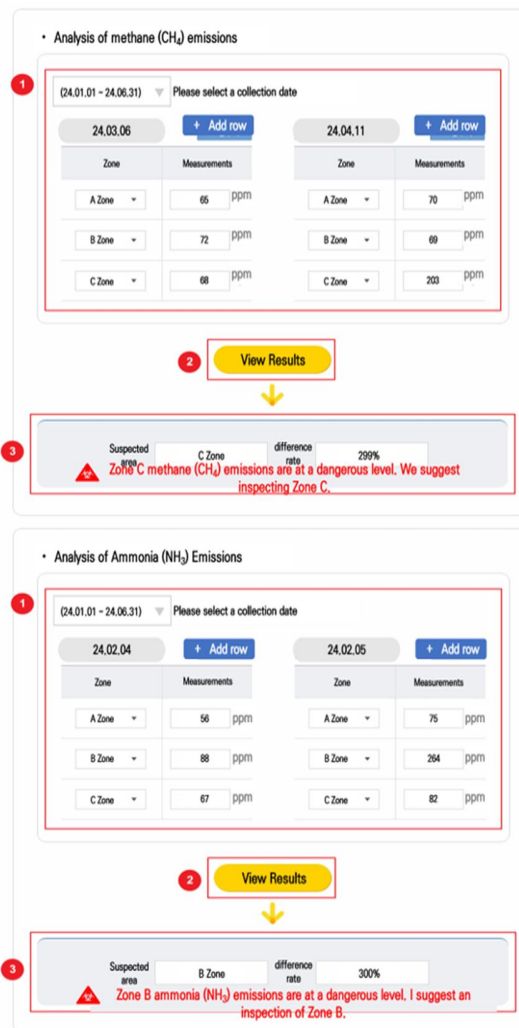 • Analysis of methane (CH₄) emissions
1
(24.01.01 - 24.06.31) Please select a collection date
24.03.06 + Add row 24.04.11 + Add row
Zone Measurements Zone Measurements
A Zone 65 ppm A Zone 70 ppm
B Zone 72 ppm B Zone 69 ppm
C Zone 68 ppm C Zone 203 ppm
2 View Results
3
Suspected area C Zone difference rate 299%
Zone C methane (CH₄) emissions are at a dangerous level. We suggest
inspecting Zone C.
• Analysis of Ammonia (NH₃) Emissions
1
(24.01.01 - 24.06.31) Please select a collection date
24.02.04 + Add row 24.02.05 + Add row
Zone Measurements Zone Measurements
A Zone 56 ppm A Zone 75 ppm
B Zone 88 ppm B Zone 264 ppm
C Zone 67 ppm C Zone 82 ppm
2 View Results
3
Suspected area B Zone difference rate 300%
Zone B ammonia (NH₃) emissions are at a dangerous level. I suggest an
inspection of Zone B.